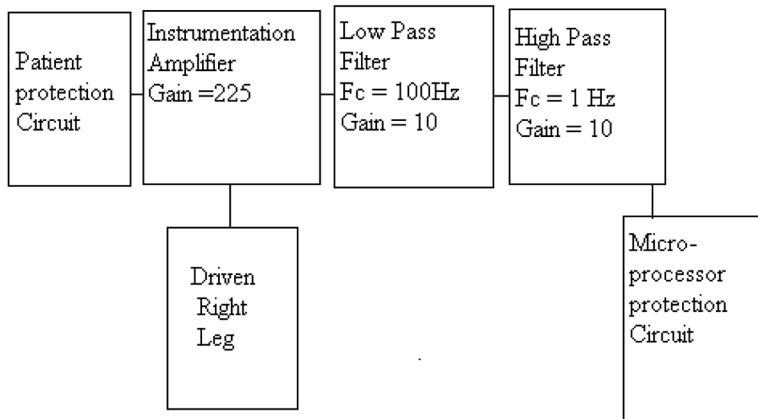 Patient
protection
Circuit
Instrumentation
Amplifier
Gain =225
Low Pass
Filter
Fc = 100Hz
Gain = 10
High Pass
Filter
Fc = 1 Hz
Gain = 10
Driven
Right
Leg
Micro-
processor
protection
Circuit